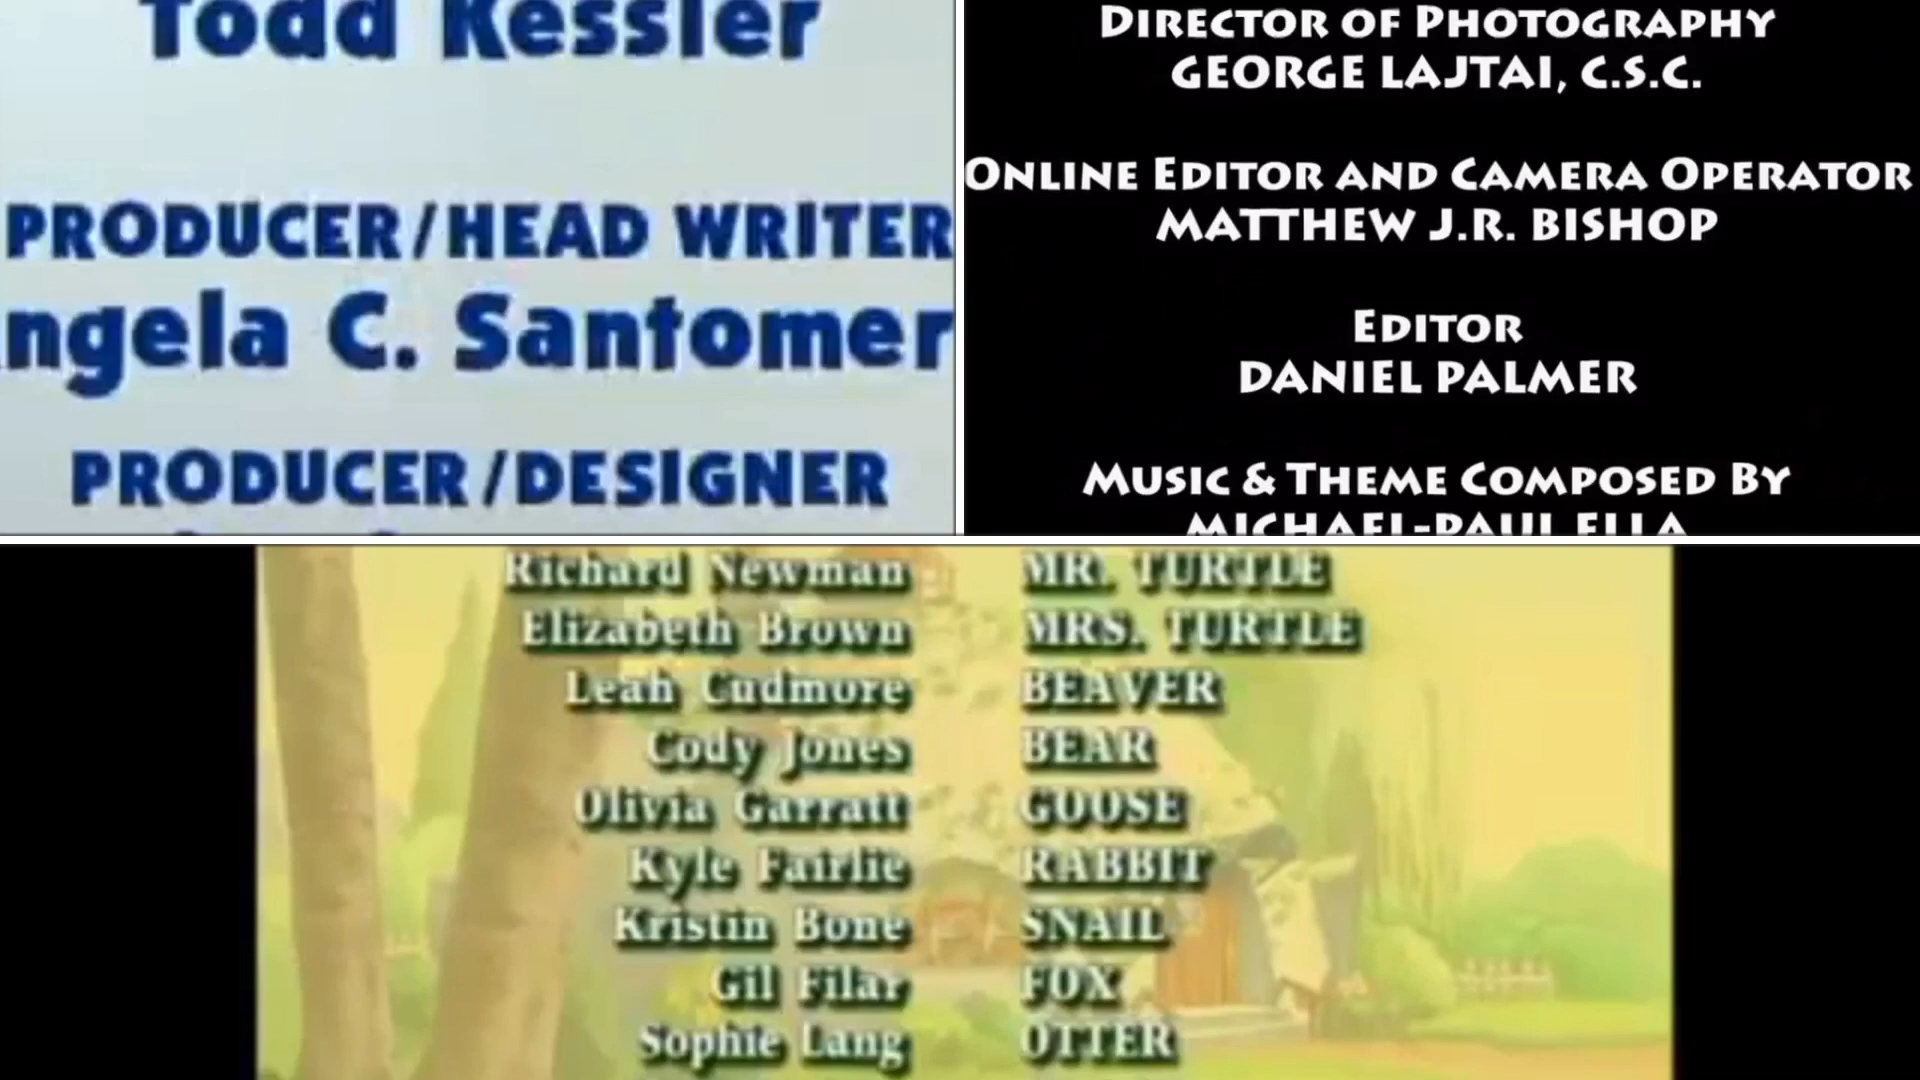 Todd Kessler
PRODUCER/HEAD WRITER
ngela C. Santomer
PRODUCER/DESIGNER
DIRECTOR OF PHOTOGRAPHY
GEORGE LAJTAI, C.S.C.
ONLINE EDITOR AND CAMERA OPERATOR
MATTHEW J.R. BISHOP
EDITOR
DANIEL PALMER
MUSIC & THEME COMPOSED BY
MICHAEL-PAUL ELLA
Richard Newman MR. TURTLE
Elizabeth Brown MRS. TURTLE
Leah Cudmore BEAVER
Cody Jones BEAR
Olivia Garratt GOOSE
Kyle Fairlie RABBIT
Kristin Bone SNAIL
Gil Filar FOX
Sophie Lang OTTER